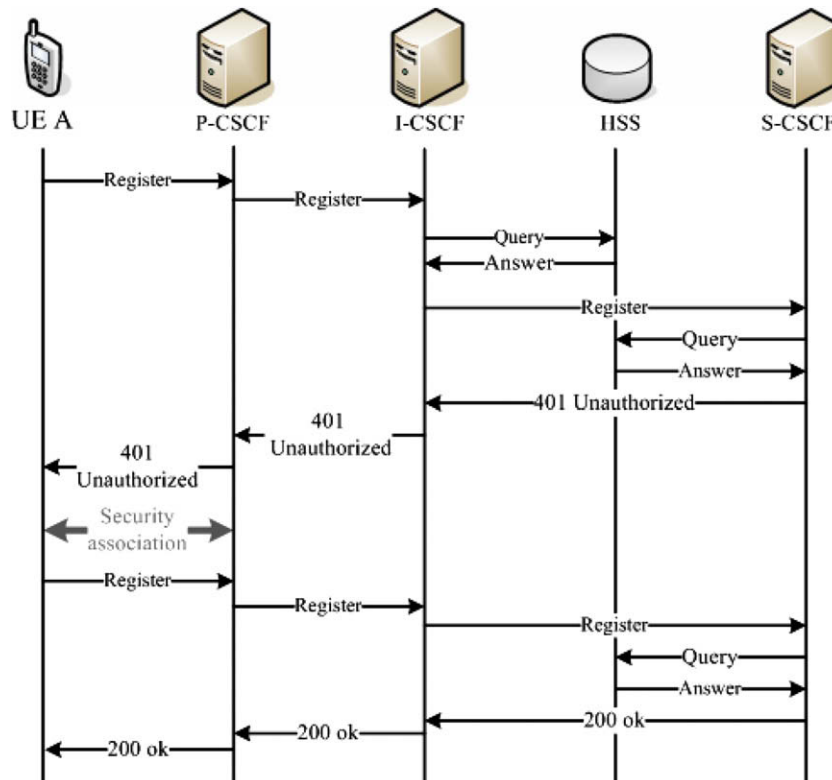 UE A
P-CSCF
I-CSCF
HSS
S-CSCF
Register
Register
Query
Answer
Register
Query
Answer
401 Unauthorized
401
Unauthorized
401
Unauthorized
Security
association
Register
Register
Register
Query
Answer
200 ok
200 ok
200 ok